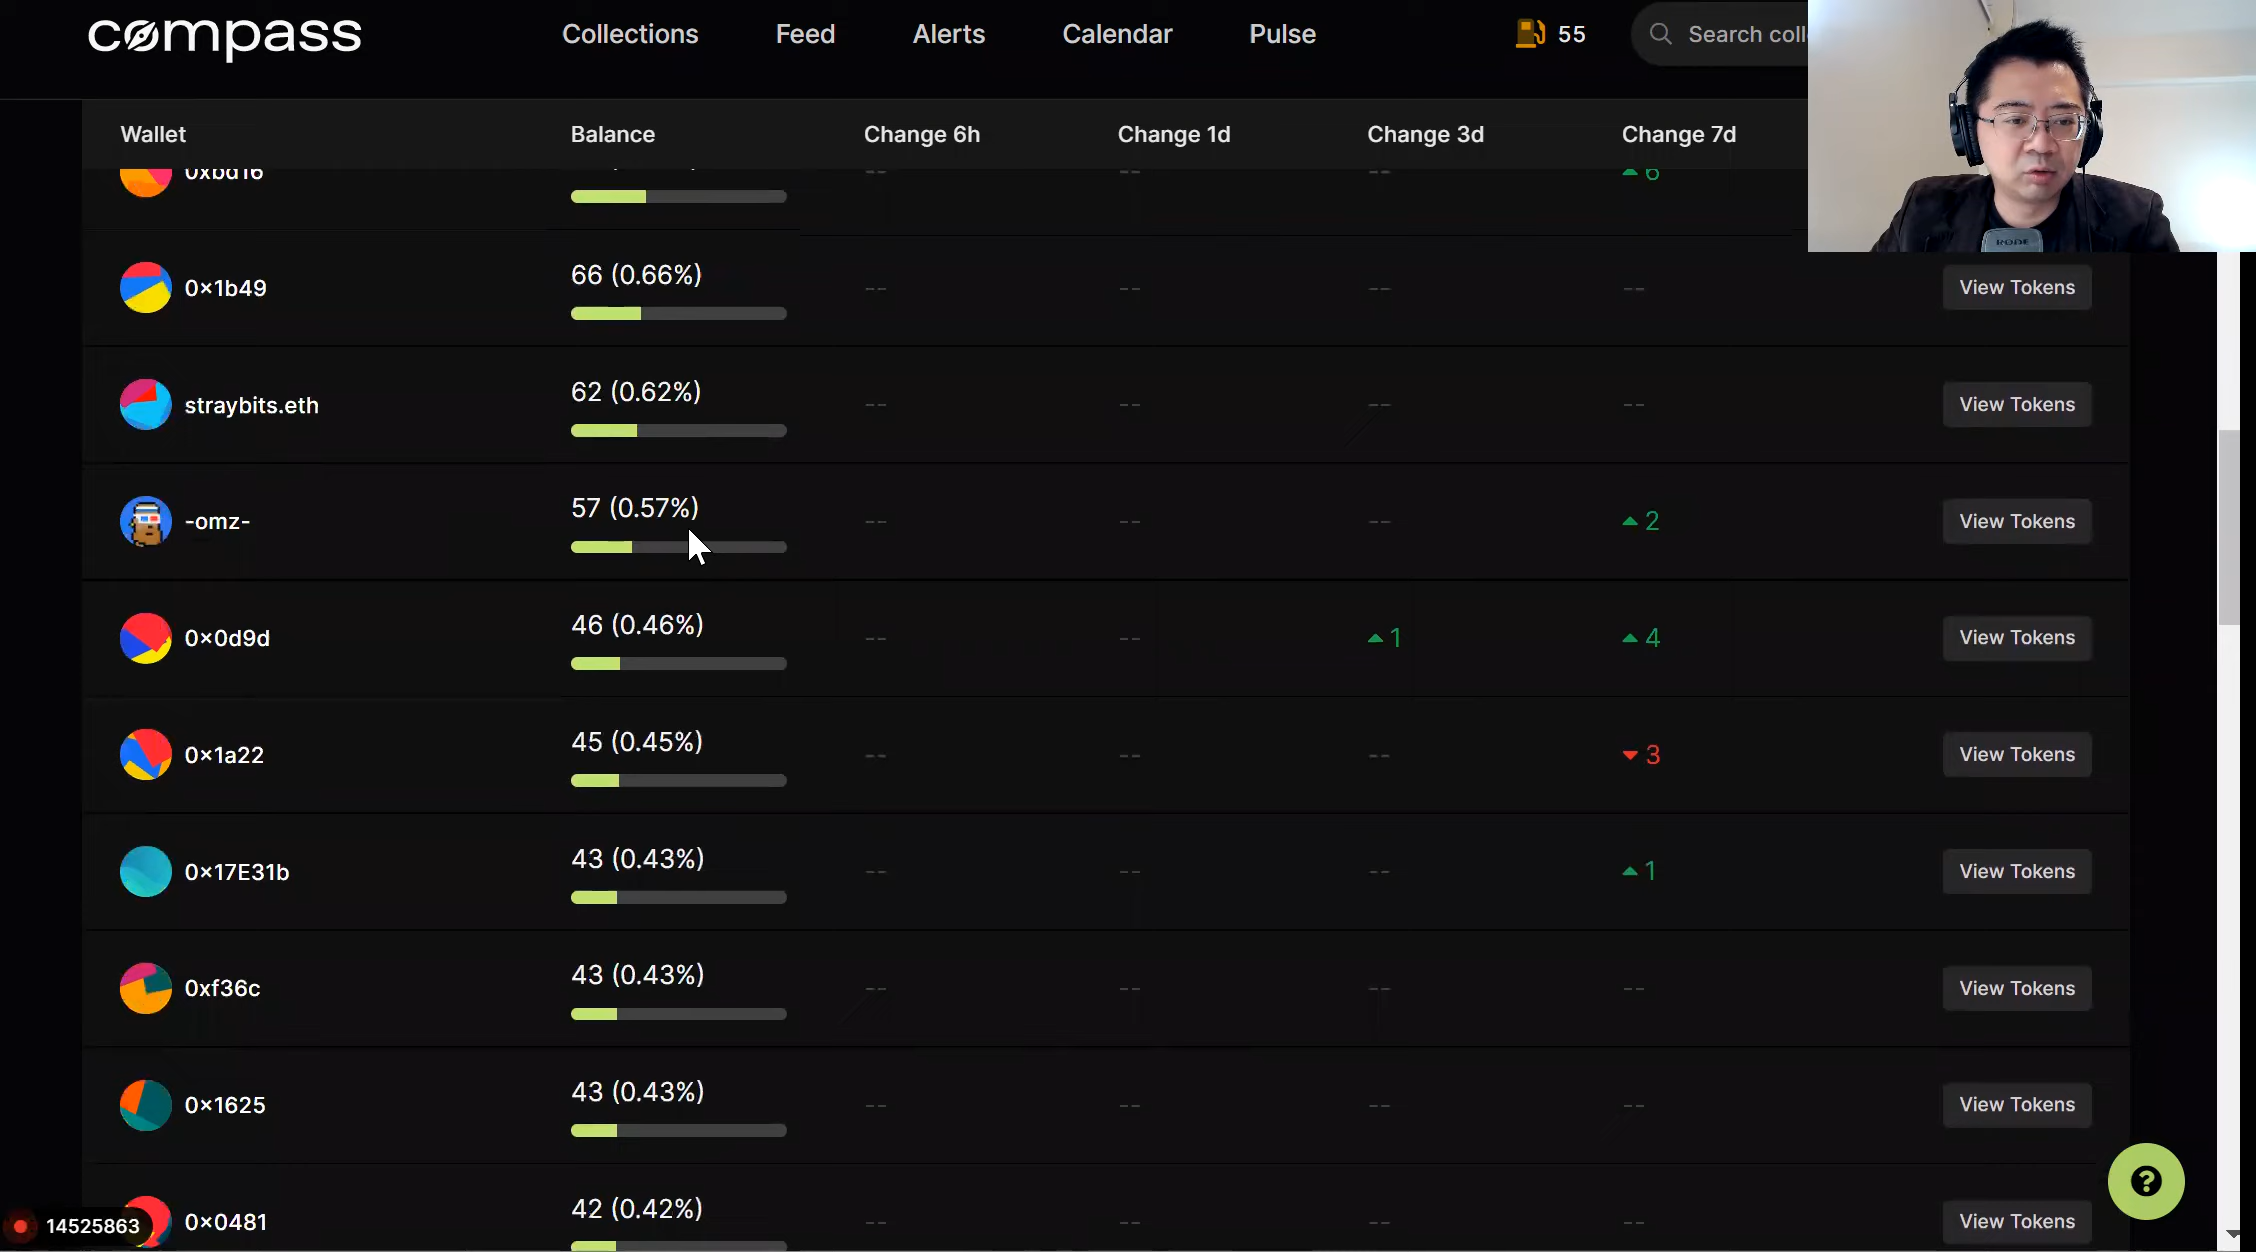 compass
Collections Feed Alerts Calendar Pulse 55 Search coll
Wallet Balance Change 6h Change 1d Change 3d Change 7d
0xbd16 -- -- -- 6
0x1b49 66 (0.66%) -- -- -- -- View Tokens
straybits.eth 62 (0.62%) -- -- -- -- View Tokens
-omz- 57 (0.57%) -- -- -- 2 View Tokens
0x0d9d 46 (0.46%) -- -- 1 4 View Tokens
0x1a22 45 (0.45%) -- -- -- 3 View Tokens
0x17E31b 43 (0.43%) -- -- -- 1 View Tokens
0xf36c 43 (0.43%) -- -- -- -- View Tokens
0x1625 43 (0.43%) -- -- -- -- View Tokens
0x0481 42 (0.42%) -- -- -- -- View Tokens
14525863
RODE